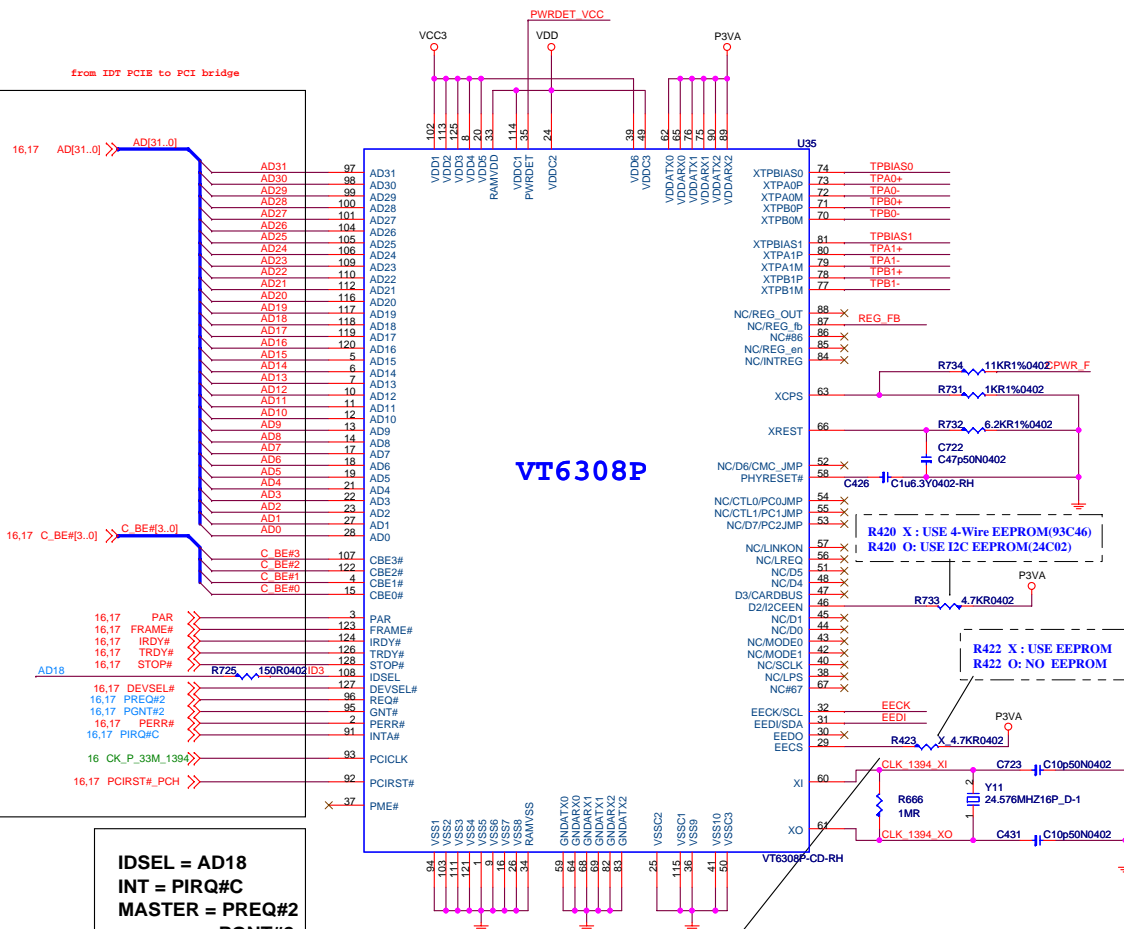 PWRDET_VCC
VCC3
VDD
P3VA
from IDT PCIE to PCI bridge
102
113
125
8
20
33
114
35
24
39
49
62
65
76
75
90
89
VDD1
VDD2
VDD3
VDD4
VDD5
RAMVDD
VDDC1
PWRDET
VDDC2
VDD6
VDDC3
VDDATX0
VDDARX0
VDDATX1
VDDARX1
VDDATX2
VDDARX2
U35
16,17 AD[31..0]
AD[31..0]
AD31 97 AD31
AD30 98 AD30
AD29 99 AD29
AD28 100 AD28
AD27 101 AD27
AD26 104 AD26
AD25 105 AD25
AD24 106 AD24
AD23 109 AD23
AD22 110 AD22
AD21 112 AD21
AD20 116 AD20
AD19 117 AD19
AD18 118 AD18
AD17 119 AD17
AD16 120 AD16
AD15 5 AD15
AD14 6 AD14
AD13 7 AD13
AD12 10 AD12
AD11 11 AD11
AD10 12 AD10
AD9 13 AD9
AD8 14 AD8
AD7 17 AD7
AD6 18 AD6
AD5 19 AD5
AD4 21 AD4
AD3 22 AD3
AD2 23 AD2
AD1 27 AD1
AD0 28 AD0
16,17 C_BE#[3..0]
C_BE#[3..0]
C_BE#3 107 CBE3#
C_BE#2 122 CBE2#
C_BE#1 4 CBE1#
C_BE#0 15 CBE0#
16,17 PAR 3 PAR
16,17 FRAME# 123 FRAME#
16,17 IRDY# 124 IRDY#
16,17 TRDY# 126 TRDY#
16,17 STOP# 128 STOP#
AD18 R725 150R0402 ID3 108 IDSEL
16,17 DEVSEL# 127 DEVSEL#
16,17 PREQ#2 96 REQ#
16,17 PGNT#2 95 GNT#
16,17 PERR# 2 PERR#
16,17 PIRQ#C 91 INTA#
16 CK_P_33M_1394 93 PCICLK
16,17 PCIRST#_PCH 92 PCIRST#
37 PME#
VT6308P
XTPBIAS0 74 TPBIAS0
XTPA0P 73 TPA0+
XTPA0M 72 TPA0-
XTPB0P 71 TPB0+
XTPB0M 70 TPB0-
XTPBIAS1 81 TPBIAS1
XTPA1P 80 TPA1+
XTPA1M 79 TPA1-
XTPB1P 78 TPB1+
XTPB1M 77 TPB1-
NC/REG_OUT 88
NC/REG_fb 87 REG_FB
NC#86 86
NC/REG_en 85
NC/INTREG 84
R734 11KR1%0402 CPWR_F
XCPS 63 R731 1KR1%0402
XREST 66 R732 6.2KR1%0402
C722
C47p50N0402
NC/D6/CMC_JMP 52
PHYRESET# 58
C426 C1u6.3Y0402-RH
NC/CTL0/PC0JMP 54
NC/CTL1/PC1JMP 55
NC/D7/PC2JMP 53
R420 X : USE 4-Wire EEPROM(93C46)
R420 O: USE I2C EEPROM(24C02)
NC/LINKON 57
NC/LREQ 56
NC/D5 51
NC/D4 48
D3/CARDBUS 47
D2/I2CEEN 46 R733 4.7KR0402 P3VA
NC/D1 45
NC/D0 44
NC/MODE0 43
NC/MODE1 42
NC/SCLK 40
NC/LPS 38
NC#67 67
R422 X : USE EEPROM
R422 O: NO EEPROM
EECK/SCL 32 EECK
EEDI/SDA 31 EEDI
EEDO 30
EECS 29 R423 X_4.7KR0402 P3VA
XI 60 CLK_1394_XI C723 C10p50N0402
R666
1MR
2
Y11
24.576MHZ16P_D-1
1
XO 61 CLK_1394_XO C431 C10p50N0402
VT6308P-CD-RH
VSS1
VSS2
VSS3
VSS4
VSS5
VSS6
VSS7
VSS8
RAMVSS
GNDATX0
GNDARX0
GNDATX1
GNDARX1
GNDARX2
GNDATX2
VSSC2
VSSC1
VSS9
VSS10
VSSC3
94
103
111
121
1
9
16
26
34
59
64
68
69
82
83
25
115
36
41
50
IDSEL = AD18
INT = PIRQ#C
MASTER = PREQ#2